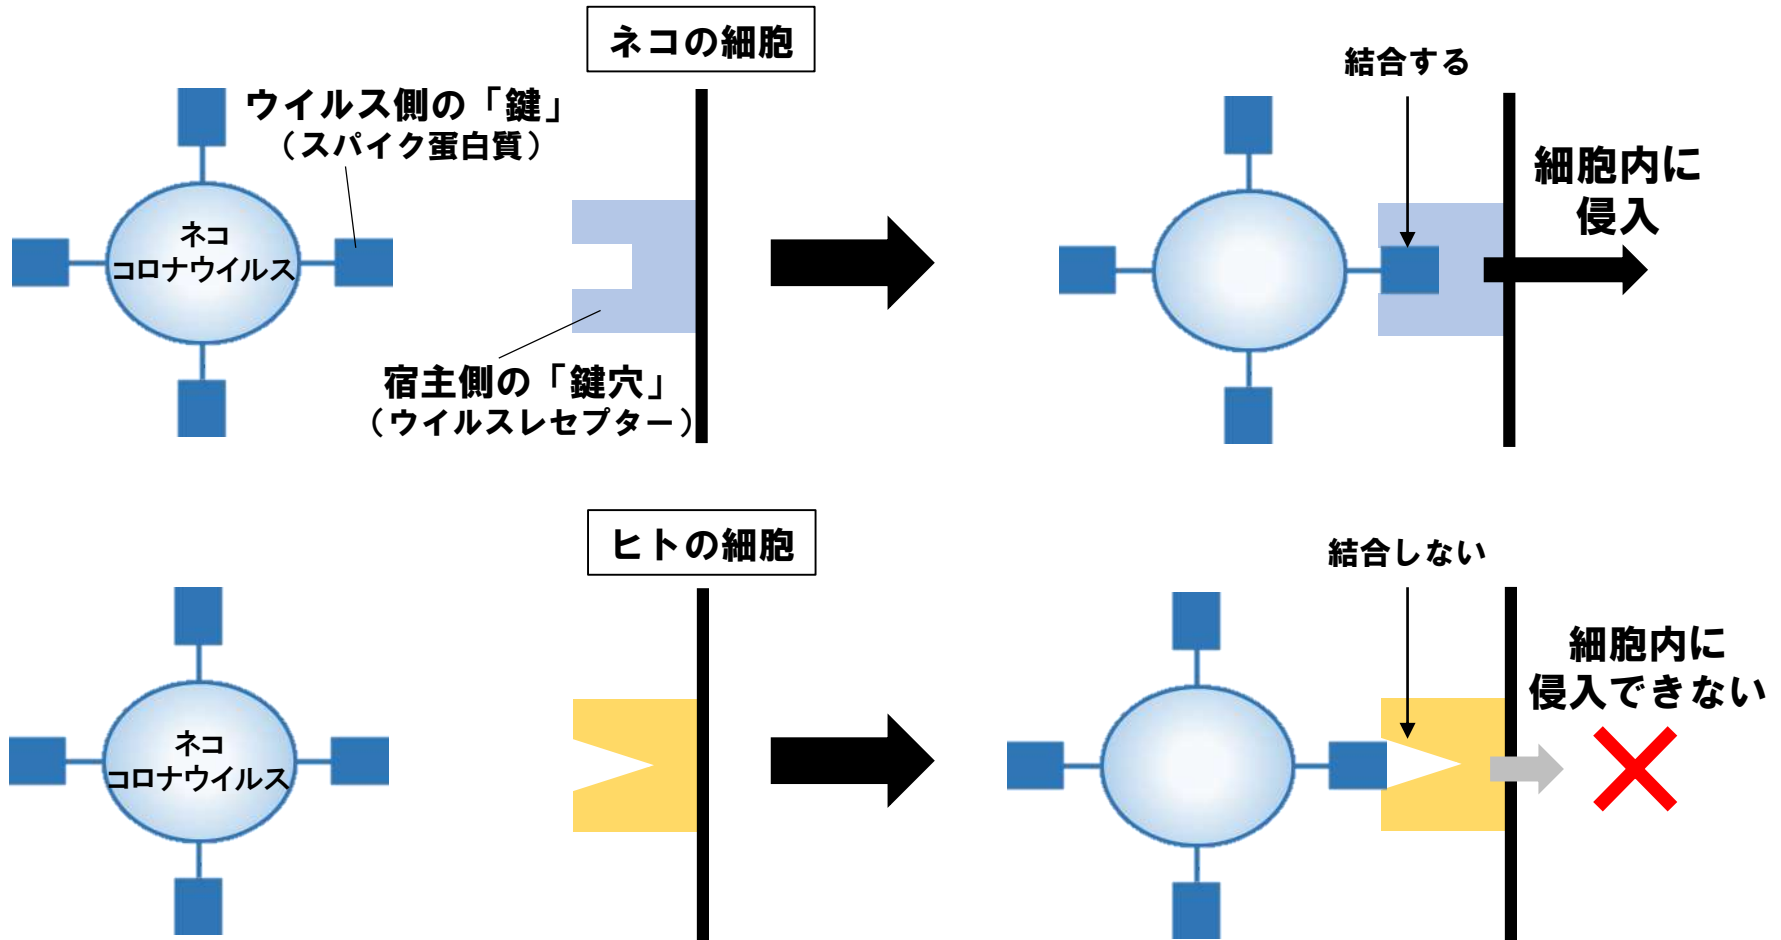 ネコの細胞
結合する
ウイルス側の「鍵」
（スパイク蛋白質）
細胞内に
侵入
ネコ
コロナウイルス
宿主側の「鍵穴」
（ウイルスレセプター）
ヒトの細胞
結合しない
細胞内に
侵入できない
ネコ
コロナウイルス